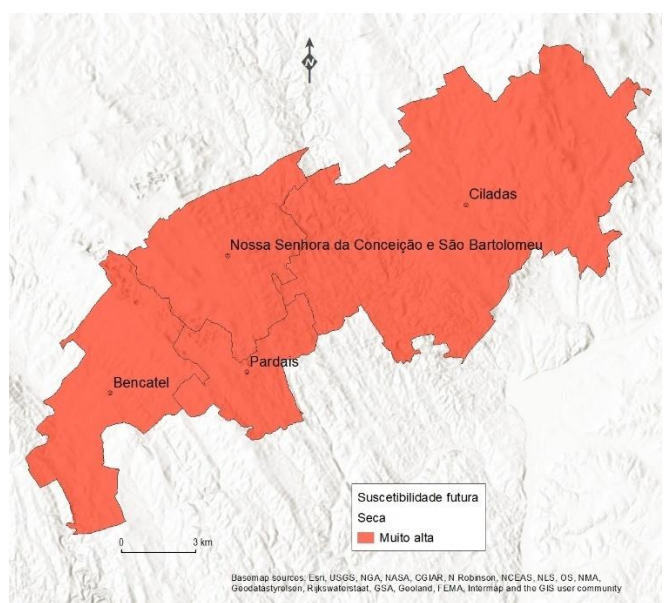 N
Ciladas
Nossa Senhora da Conceição e São Bartolomeu
Pardais
Bencatel
Suscetibilidade futura
Seca
Muito alta
0 3 km
Basemap sources: Esri, USGS, NGA, NASA, CGIAR, N Robinson, NCEAS, NLS, OS, NMA,
Geodatastyrelsen, Rijkswaterstaat, GSA, Geoland, FEMA, Intermap and the GIS user community